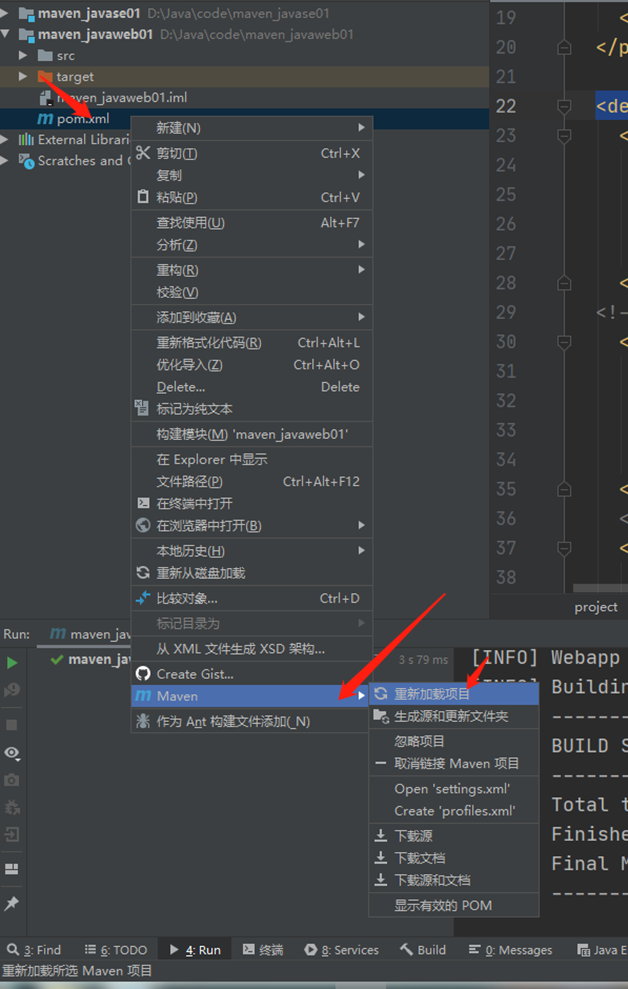 maven_javase01 D:\Java\code\maven_javase01
maven_javaweb01 D:\Java\code\maven_javaweb01
src
target
maven_javaweb01.iml
pom.xml
External Librari
Scratches and C
新建(N)
剪切(T) Ctrl+X
复制
粘贴(P) Ctrl+V
查找使用(U) Alt+F7
分析(Z)
重构(R)
校验(V)
添加到收藏(A)
重新格式化代码(R) Ctrl+Alt+L
优化导入(Z) Ctrl+Alt+O
Delete... Delete
标记为纯文本
构建模块(M) 'maven_javaweb01'
在 Explorer 中显示
文件路径(P) Ctrl+Alt+F12
在终端中打开
在浏览器中打开(B)
本地历史(H)
重新从磁盘加载
比较对象... Ctrl+D
标记目录为
从 XML 文件生成 XSD 架构...
Create Gist...
Maven
作为 Ant 构建文件添加(_N)
重新加载项目
生成源和更新文件夹
忽略项目
取消链接 Maven 项目
Open 'settings.xml'
Create 'profiles.xml'
下载源
下载文档
下载源和文档
显示有效的 POM
19 <
20 </p
21
22 <de
23 <
24
25
26
27
28 <
29 <!-
30 <
31
32
33
34
35 <
36 <
37 <
38
project
Run: maven_jav
maven_jav 3 s 79 ms
[INFO] Webapp
[INFO] Buildin
--------
BUILD S
--------
Total t
Finishe
Final M
--------
3: Find 6: TODO 4: Run 终端 8: Services Build 0: Messages Java E
重新加载所选 Maven 项目